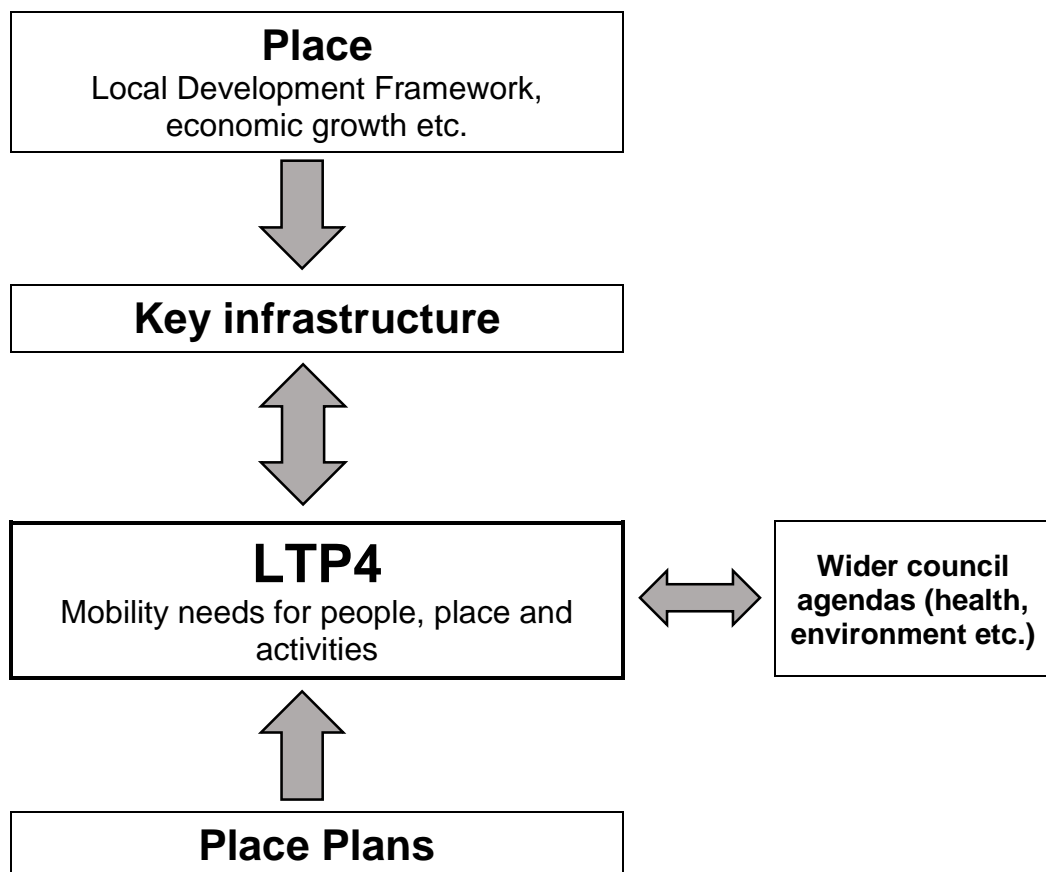 Place
Local Development Framework,
economic growth etc.
Key infrastructure
LTP4
Mobility needs for people, place and
activities
Wider council
agendas (health,
environment etc.)
Place Plans